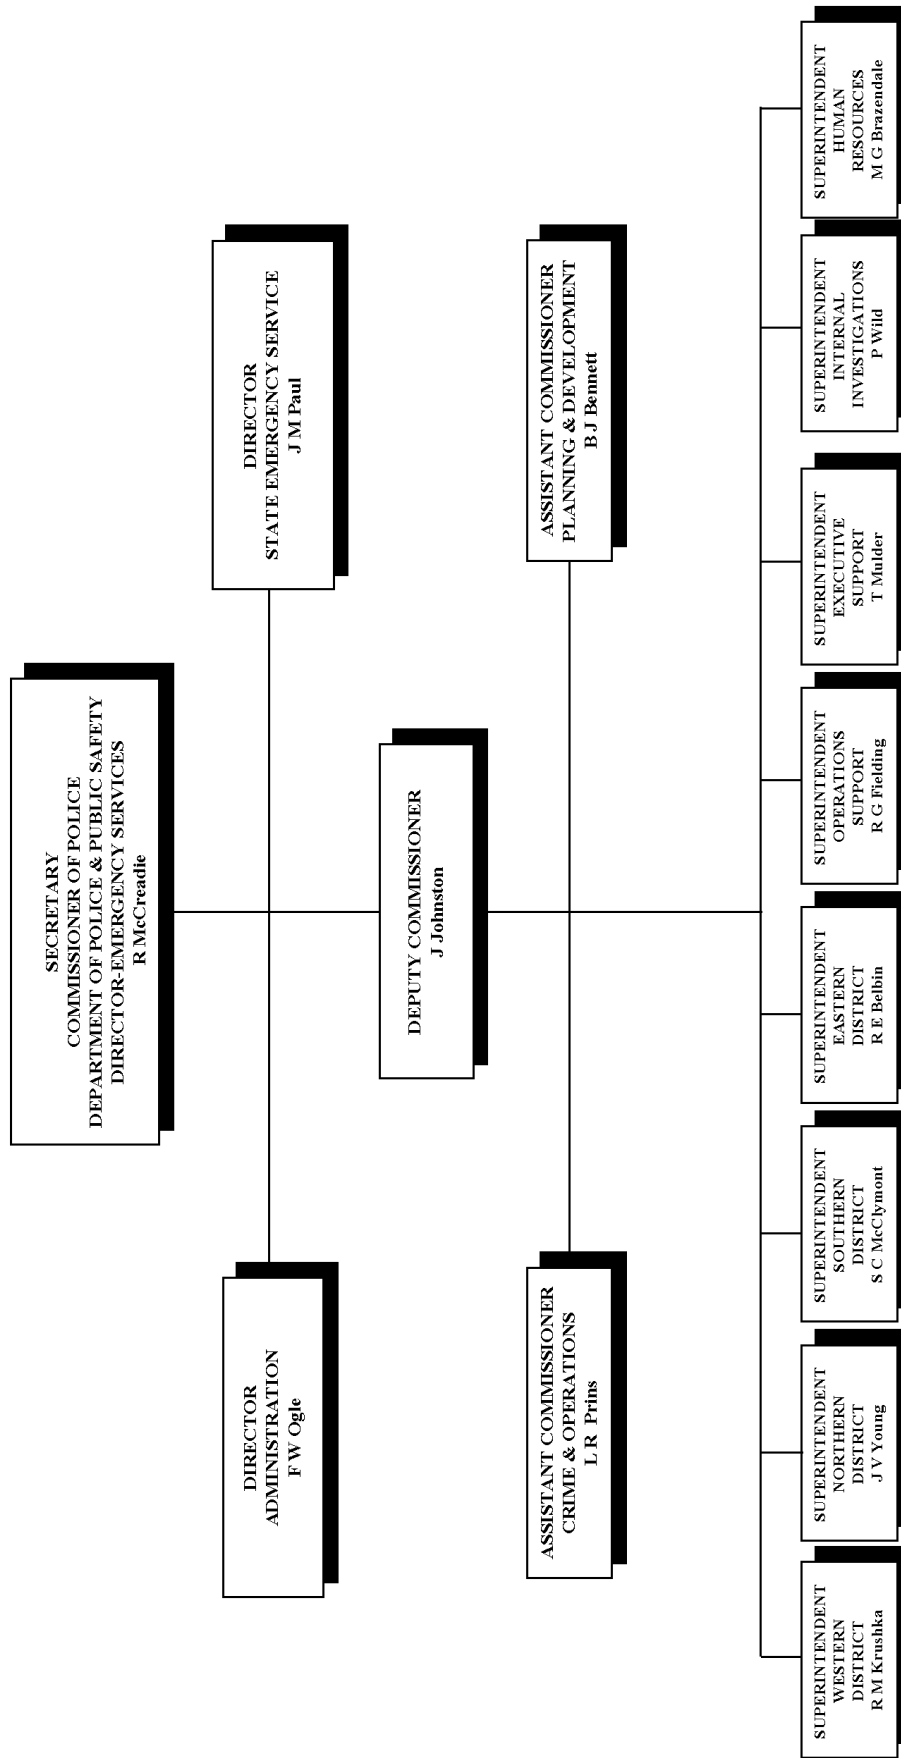 SECRETARY
COMMISSIONER OF POLICE
DEPARTMENT OF POLICE & PUBLIC SAFETY
DIRECTOR-EMERGENCY SERVICES
R McCreadie
DIRECTOR
ADMINISTRATION
F W Ogle
DIRECTOR
STATE EMERGENCY SERVICE
J M Paul
DEPUTY COMMISSIONER
J Johnston
ASSISTANT COMMISSIONER
CRIME & OPERATIONS
L R Prins
ASSISTANT COMMISSIONER
PLANNING & DEVELOPMENT
B J Bennett
SUPERINTENDENT
WESTERN
DISTRICT
R M Krushka
SUPERINTENDENT
NORTHERN
DISTRICT
J V Young
SUPERINTENDENT
SOUTHERN
DISTRICT
S C McClymont
SUPERINTENDENT
EASTERN
DISTRICT
R E Belbin
SUPERINTENDENT
OPERATIONS
SUPPORT
R G Fielding
SUPERINTENDENT
EXECUTIVE
SUPPORT
T Mulder
SUPERINTENDENT
INTERNAL
INVESTIGATIONS
P Wild
SUPERINTENDENT
HUMAN
RESOURCES
M G Brazendale